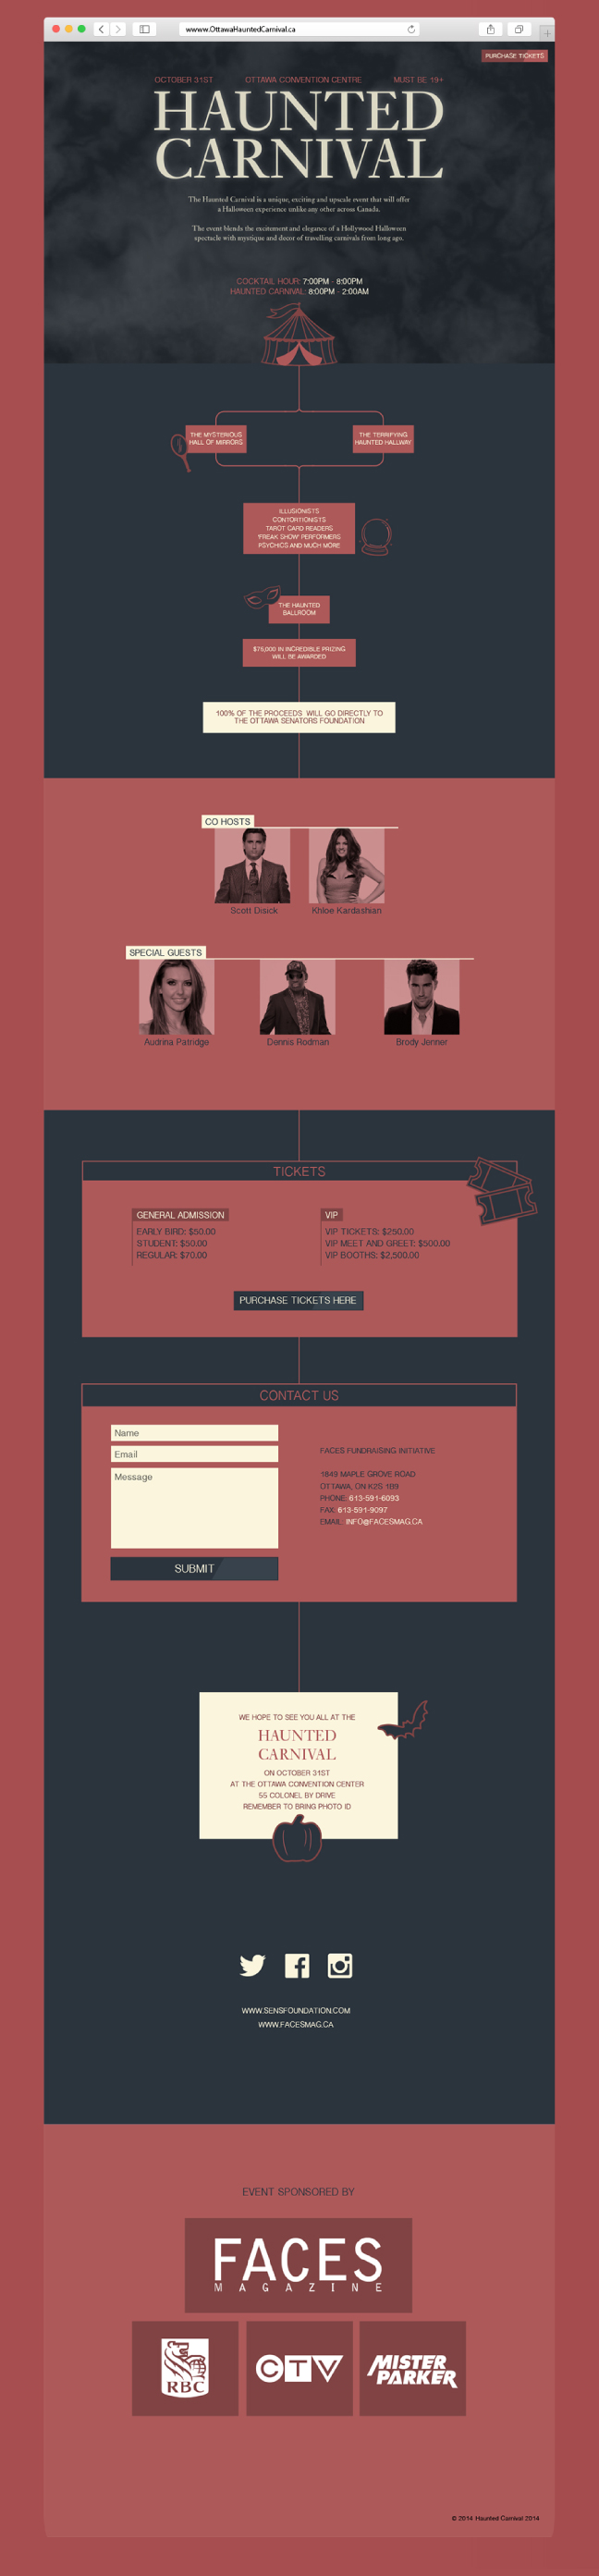 wwww.OttawaHauntedCarnival.ca
PURCHASE TICKETS
OCTOBER 31ST OTTAWA CONVENTION CENTRE MUST BE 19+
HAUNTED
CARNIVAL
The Haunted Carnival is a unique, exciting and upscale event that will offer
a Halloween experience unlike any other across Canada.
The event blends the excitement and elegance of a Hollywood Halloween
spectacle with mystique and decor of travelling carnivals from long ago.
COCKTAIL HOUR: 7:00PM - 8:00PM
HAUNTED CARNIVAL: 8:00PM - 2:00AM
THE MYSTERIOUS
HALL OF MIRRORS
THE TERRIFYING
HAUNTED HALLWAY
ILLUSIONISTS
CONTORTIONISTS
TAROT CARD READERS
'FREAK SHOW' PERFORMERS
PSYCHICS AND MUCH MORE
THE HAUNTED
BALLROOM
$75,000 IN INCREDIBLE PRIZING
WILL BE AWARDED
100% OF THE PROCEEDS WILL GO DIRECTLY TO
THE OTTAWA SENATORS FOUNDATION
CO HOSTS
Scott Disick Khloe Kardashian
SPECIAL GUESTS
Audrina Patridge Dennis Rodman Brody Jenner
TICKETS
GENERAL ADMISSION
EARLY BIRD: $50.00
STUDENT: $50.00
REGULAR: $70.00
VIP
VIP TICKETS: $250.00
VIP MEET AND GREET: $500.00
VIP BOOTHS: $2,500.00
PURCHASE TICKETS HERE
CONTACT US
Name
Email
Message
SUBMIT
FACES FUNDRAISING INITIATIVE
1849 MAPLE GROVE ROAD
OTTAWA, ON K2S 1B9
PHONE: 613-591-6093
FAX: 613-591-9097
EMAIL: INFO@FACESMAG.CA
WE HOPE TO SEE YOU ALL AT THE
HAUNTED
CARNIVAL
ON OCTOBER 31ST
AT THE OTTAWA CONVENTION CENTER
55 COLONEL BY DRIVE
REMEMBER TO BRING PHOTO ID
WWW.SENSFOUNDATION.COM
WWW.FACESMAG.CA
EVENT SPONSORED BY
FACES
MAGAZINE
RBC
CTV
MISTER
PARKER
© 2014 Haunted Carnival 2014